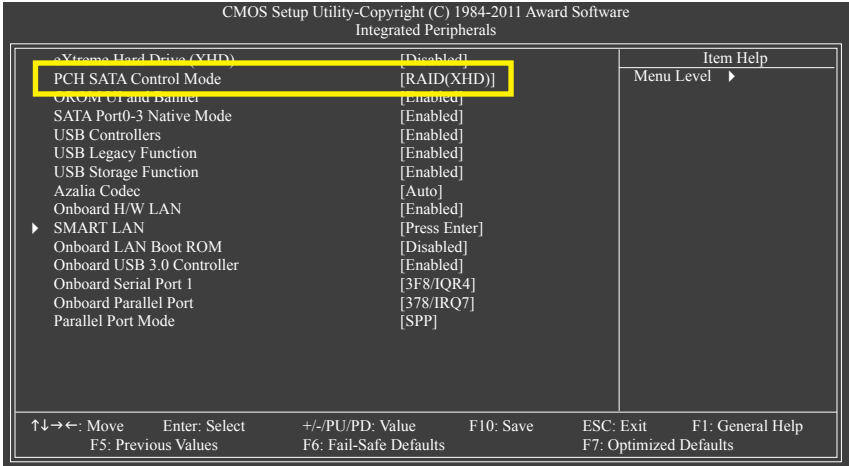 CMOS Setup Utility-Copyright (C) 1984-2011 Award Software
Integrated Peripherals
eXtreme Hard Drive (XHD) [Disabled]
PCH SATA Control Mode [RAID(XHD)]
OROM UI and Banner [Enabled]
SATA Port0-3 Native Mode [Enabled]
USB Controllers [Enabled]
USB Legacy Function [Enabled]
USB Storage Function [Enabled]
Azalia Codec [Auto]
Onboard H/W LAN [Enabled]
SMART LAN [Press Enter]
Onboard LAN Boot ROM [Disabled]
Onboard USB 3.0 Controller [Enabled]
Onboard Serial Port 1 [3F8/IQR4]
Onboard Parallel Port [378/IRQ7]
Parallel Port Mode [SPP]
Item Help
Menu Level ▶
↑↓→←: Move Enter: Select +/-/PU/PD: Value F10: Save ESC: Exit F1: General Help
F5: Previous Values F6: Fail-Safe Defaults F7: Optimized Defaults